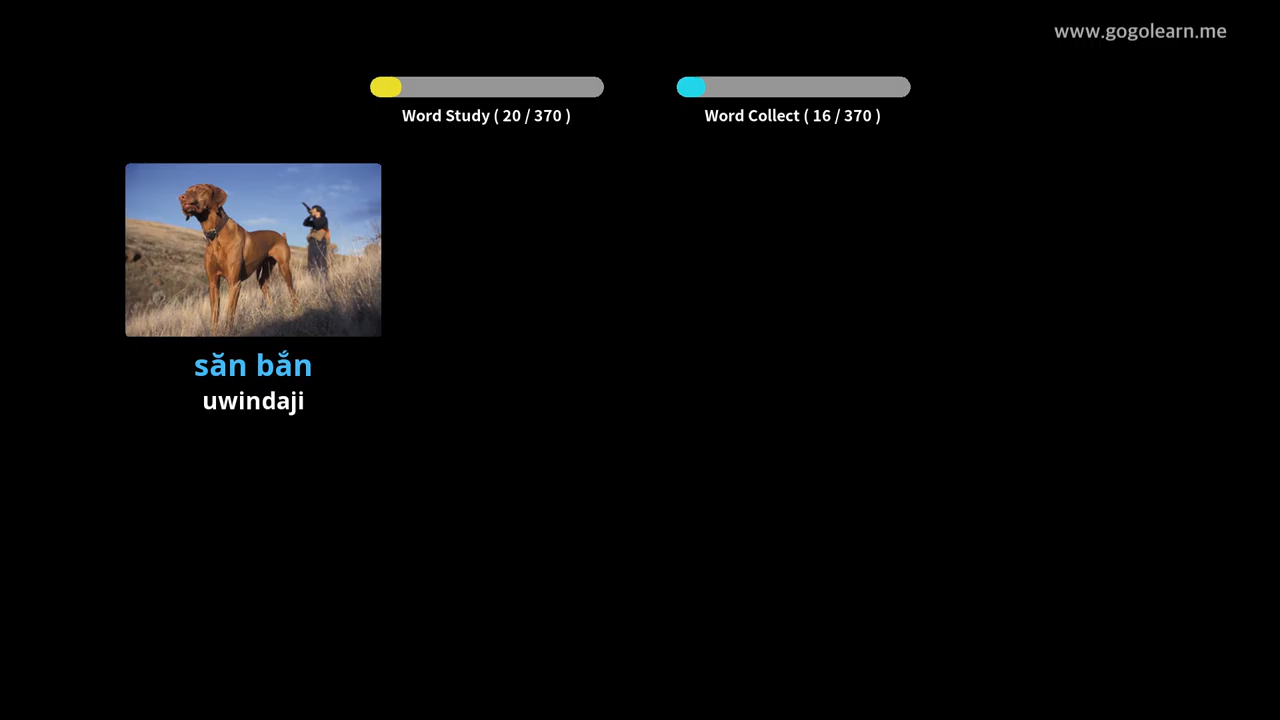 www.gogolearn.me
Word Study ( 20 / 370 )
Word Collect ( 16 / 370 )
săn bắn
uwindaji